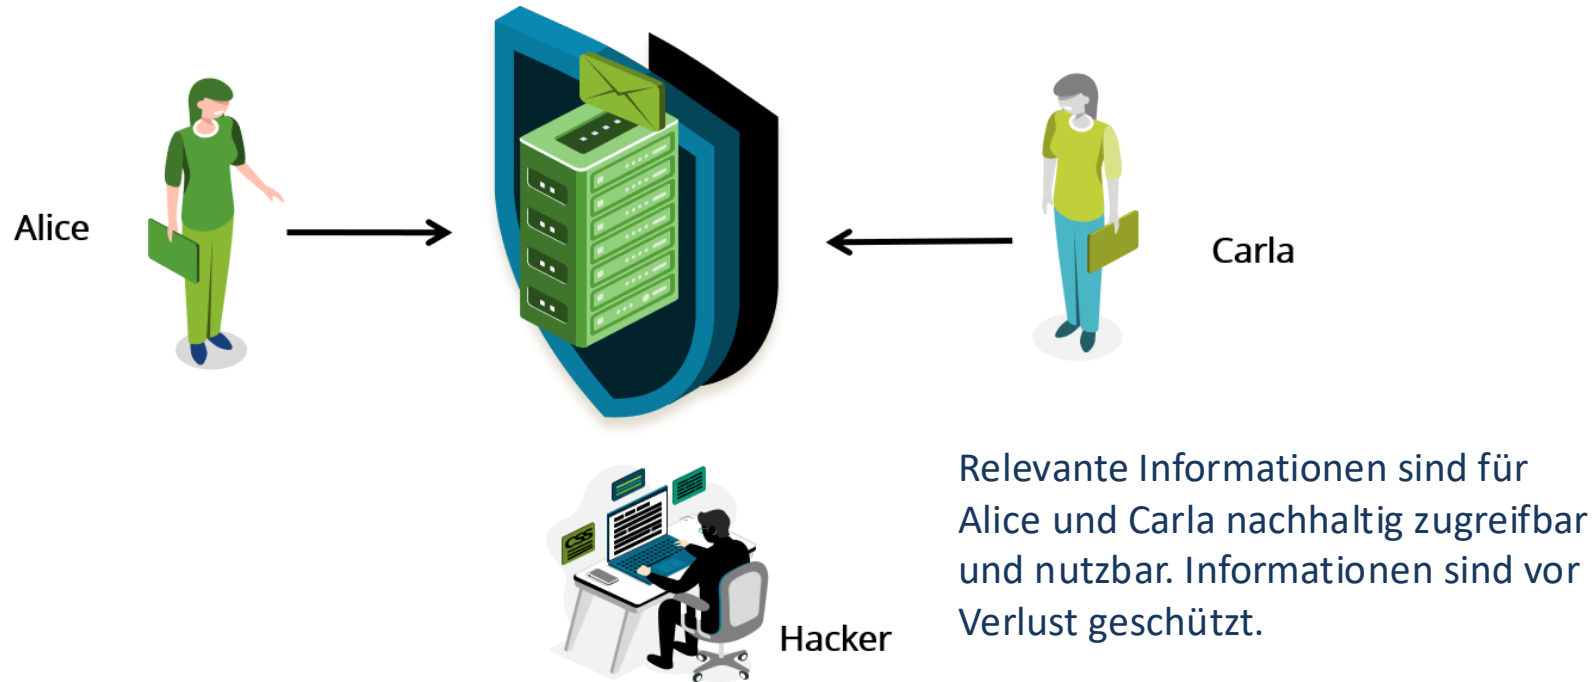 Alice
Carla
CSS
Hacker
Relevante Informationen sind für
Alice und Carla nachhaltig zugreifbar
und nutzbar. Informationen sind vor
Verlust geschützt.